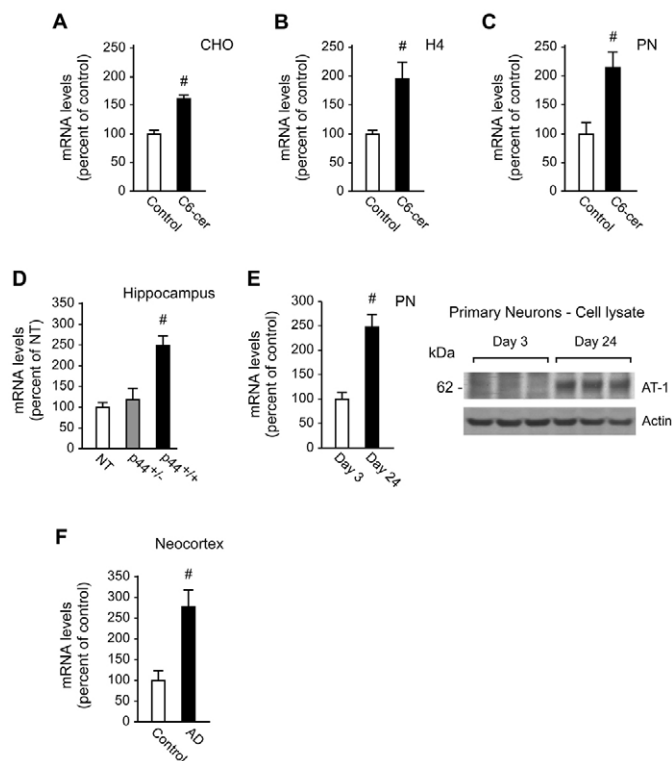 A
CHO
mRNA levels
(percent of control)
250
200
150
100
50
0
#
Control
C6-cer
B
H4
mRNA levels
(percent of control)
250
200
150
100
50
0
#
Control
C6-cer
C
PN
mRNA levels
(percent of control)
250
200
150
100
50
0
#
Control
C6-cer
D
Hippocampus
mRNA levels
(percent of NT)
350
300
250
200
150
100
50
0
#
NT
p44+/-
p44+/+
E
PN
mRNA levels
(percent of control)
300
250
200
150
100
50
0
#
Day 3
Day 24
Primary Neurons - Cell lysate
kDa
Day 3
Day 24
62 -
AT-1
Actin
F
Neocortex
mRNA levels
(percent of control)
350
300
250
200
150
100
50
0
#
Control
AD